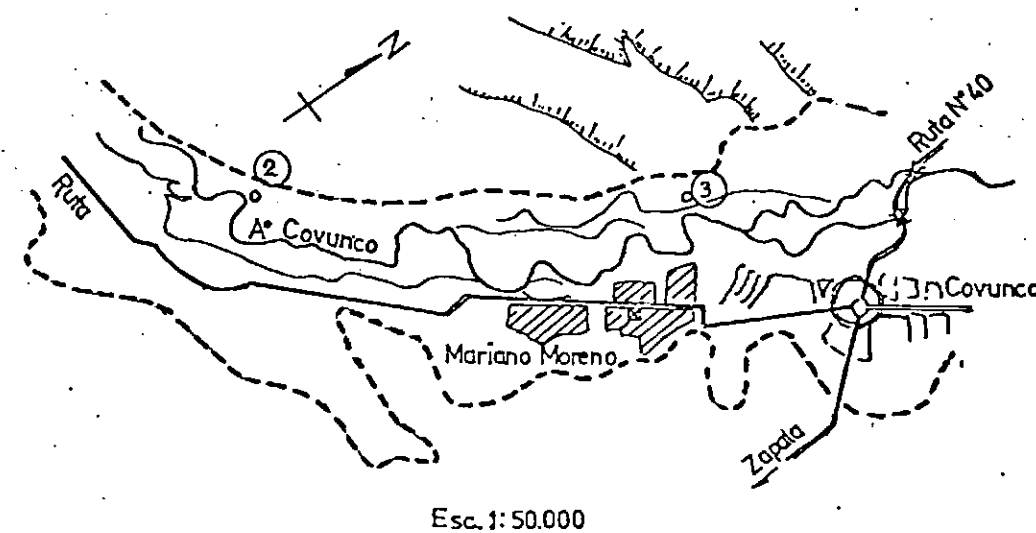 N
Ruta N°40
2
3
Ruta
A° Covunco
Covunco
Mariano Moreno
Zapala
Esc. 1:50.000